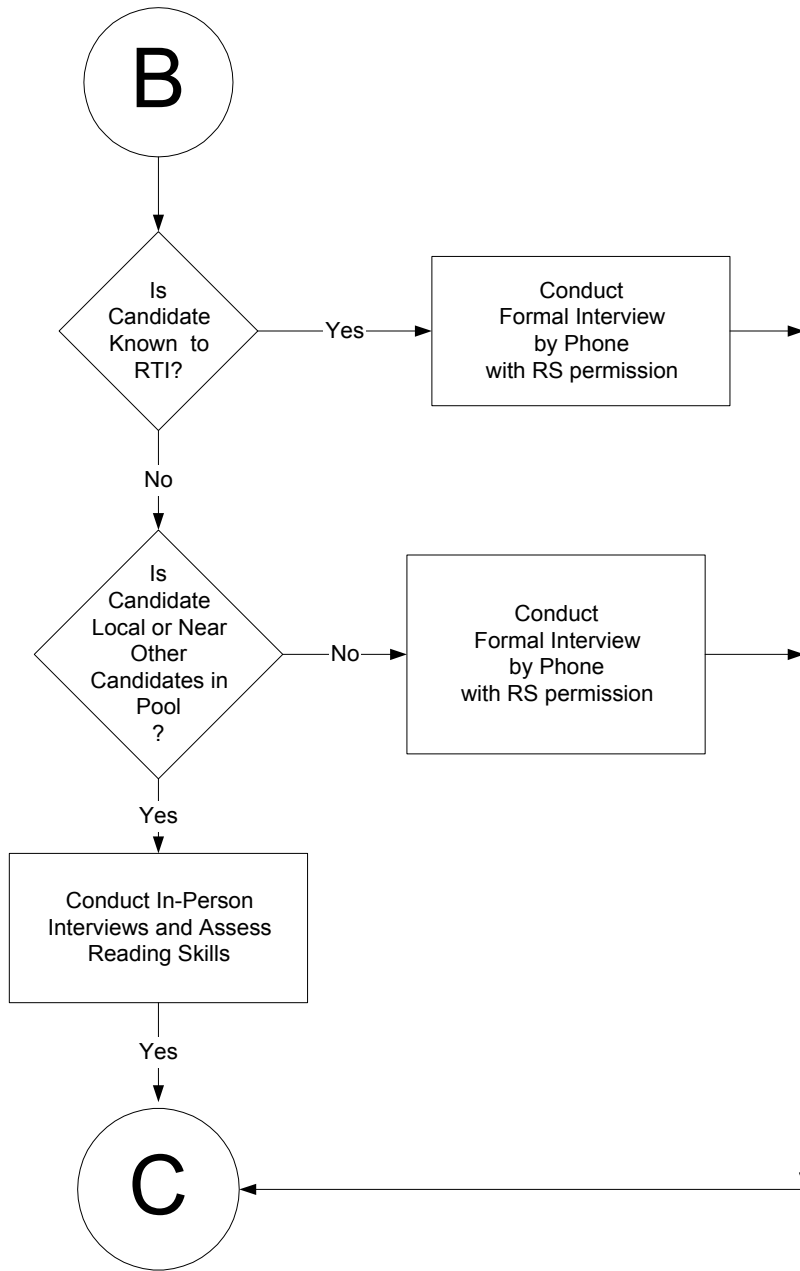 B
Is
Candidate
Known to
RTI?
Yes
Conduct
Formal Interview
by Phone
with RS permission
No
Is
Candidate
Local or Near
Other
Candidates in
Pool
?
No
Conduct
Formal Interview
by Phone
with RS permission
Yes
Conduct In-Person
Interviews and Assess
Reading Skills
Yes
C